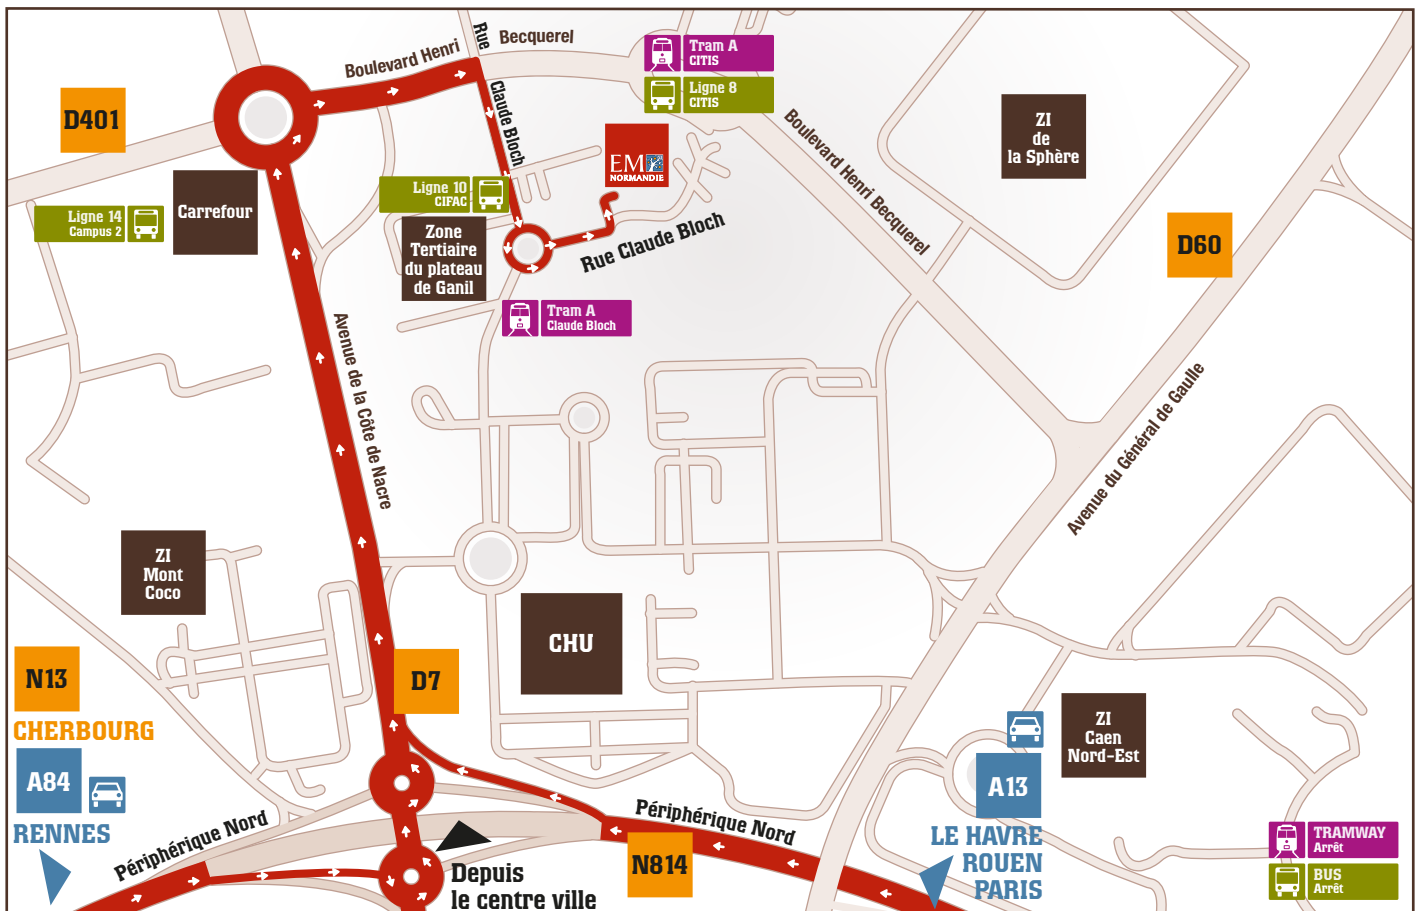 Rue
Becquerel
Boulevard Henri
Tram A
CITIS
Ligne 8
CITIS
D401
Claude Bloch
ZI
de
la Sphère
Boulevard Henri Becquerel
EM
NORMANDIE
Ligne 10
CIFAC
Carrefour
Ligne 14
Campus 2
Zone
Tertiaire
du plateau
de Ganil
Rue Claude Bloch
D60
Tram A
Claude Bloch
Avenue de la Côte de Nacre
Avenue du Général de Gaulle
ZI
Mont
Coco
CHU
N13
CHERBOURG
D7
A84
RENNES
ZI
Caen
Nord-Est
A13
LE HAVRE
ROUEN
PARIS
Périphérique Nord
Périphérique Nord
N814
Depuis
le centre ville
TRAMWAY
Arrêt
BUS
Arrêt